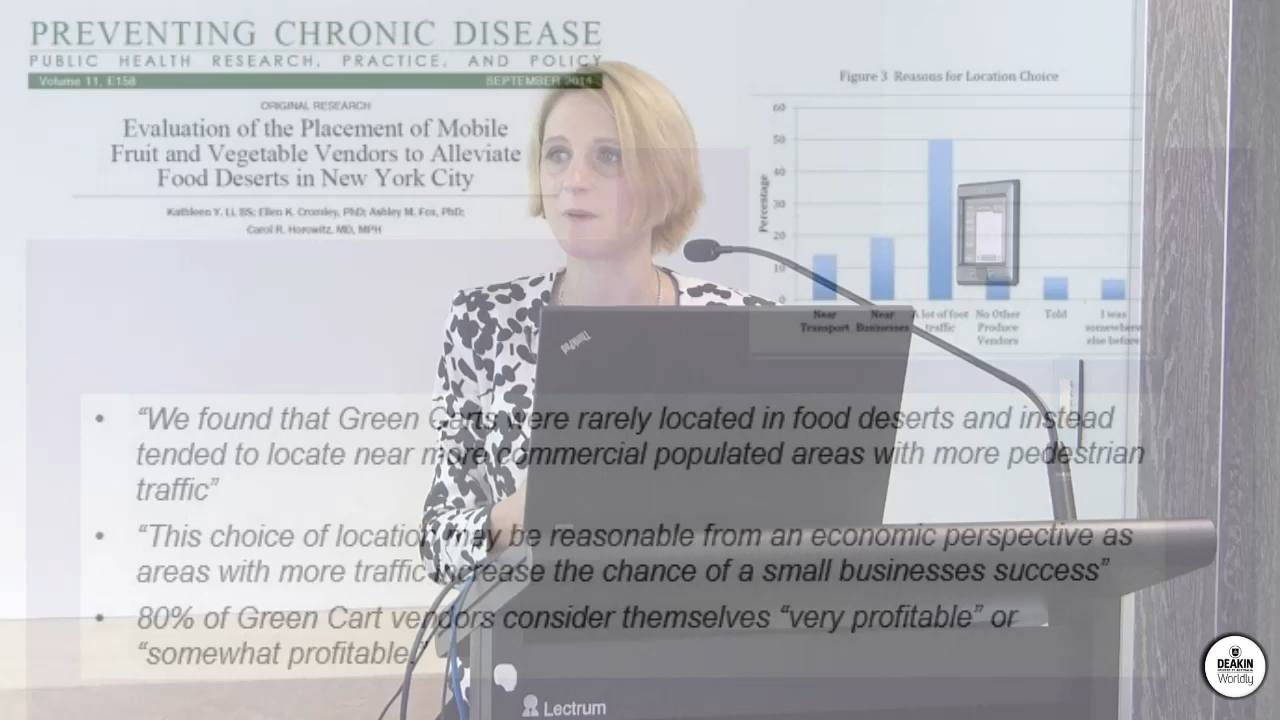 PREVENTING CHRONIC DISEASE
PUBLIC HEALTH RESEARCH, PRACTICE, AND POLICY
Volume 11, E158 SEPTEMBER 2014
ORIGINAL RESEARCH
Evaluation of the Placement of Mobile
Fruit and Vegetable Vendors to Alleviate
Food Deserts in New York City
Kathleen Y. Li, BS; Ellen K. Cromley, PhD; Ashley M. Fox, PhD;
Carol R. Horowitz, MD, MPH
Figure 3 Reasons for Location Choice
Percentage
60
50
40
30
20
10
0
Near Transport
Near Businesses
A lot of foot traffic
No Other Produce Vendors
Told
I was somewhere else before
• “We found that Green Carts were rarely located in food deserts and instead
tended to locate near more commercial populated areas with more pedestrian
traffic”
• “This choice of location may be reasonable from an economic perspective as
areas with more traffic increase the chance of a small businesses success”
• 80% of Green Cart vendors consider themselves “very profitable” or
“somewhat profitable.”
ThinkPad
Lectrum
DEAKIN
Worldly